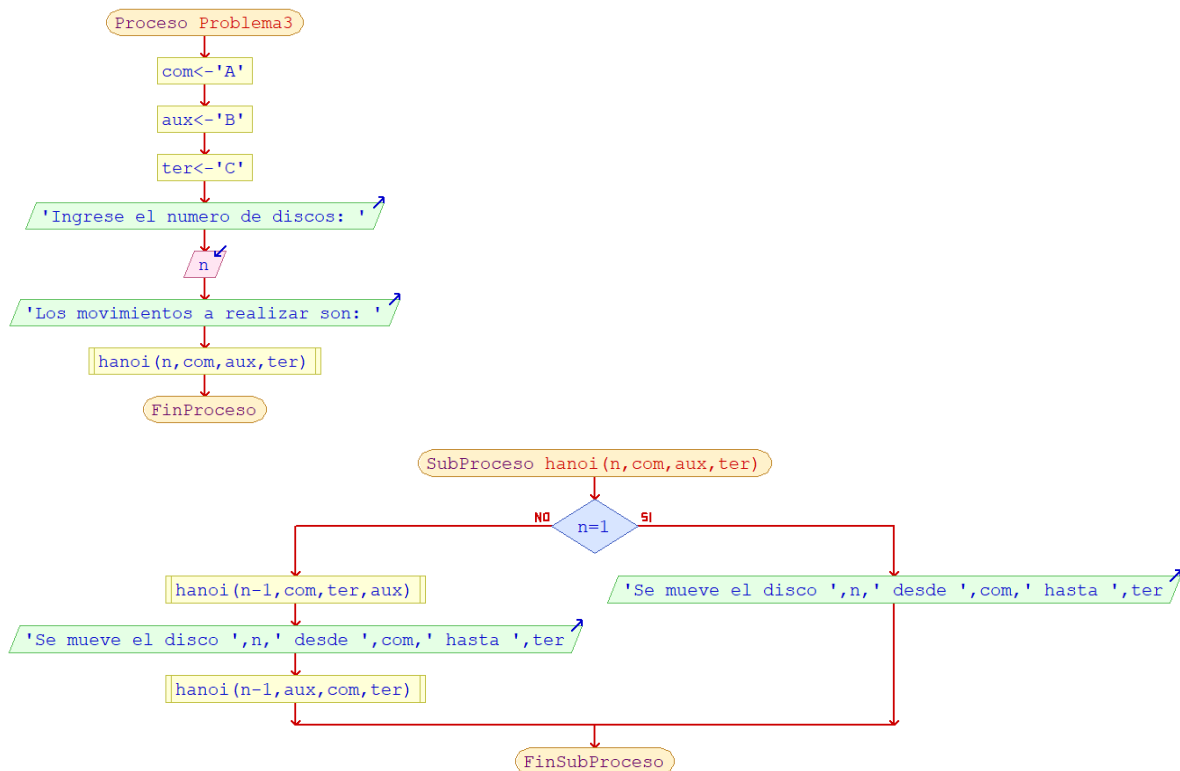 Proceso Problema3
com<-'A'
aux<-'B'
ter<-'C'
'Ingrese el numero de discos: '
n
'Los movimientos a realizar son: '
hanoi(n,com,aux,ter)
FinProceso
SubProceso hanoi(n,com,aux,ter)
NO
n=1
SI
hanoi(n-1,com,ter,aux)
'Se mueve el disco ',n,' desde ',com,' hasta ',ter
'Se mueve el disco ',n,' desde ',com,' hasta ',ter
hanoi(n-1,aux,com,ter)
FinSubProceso